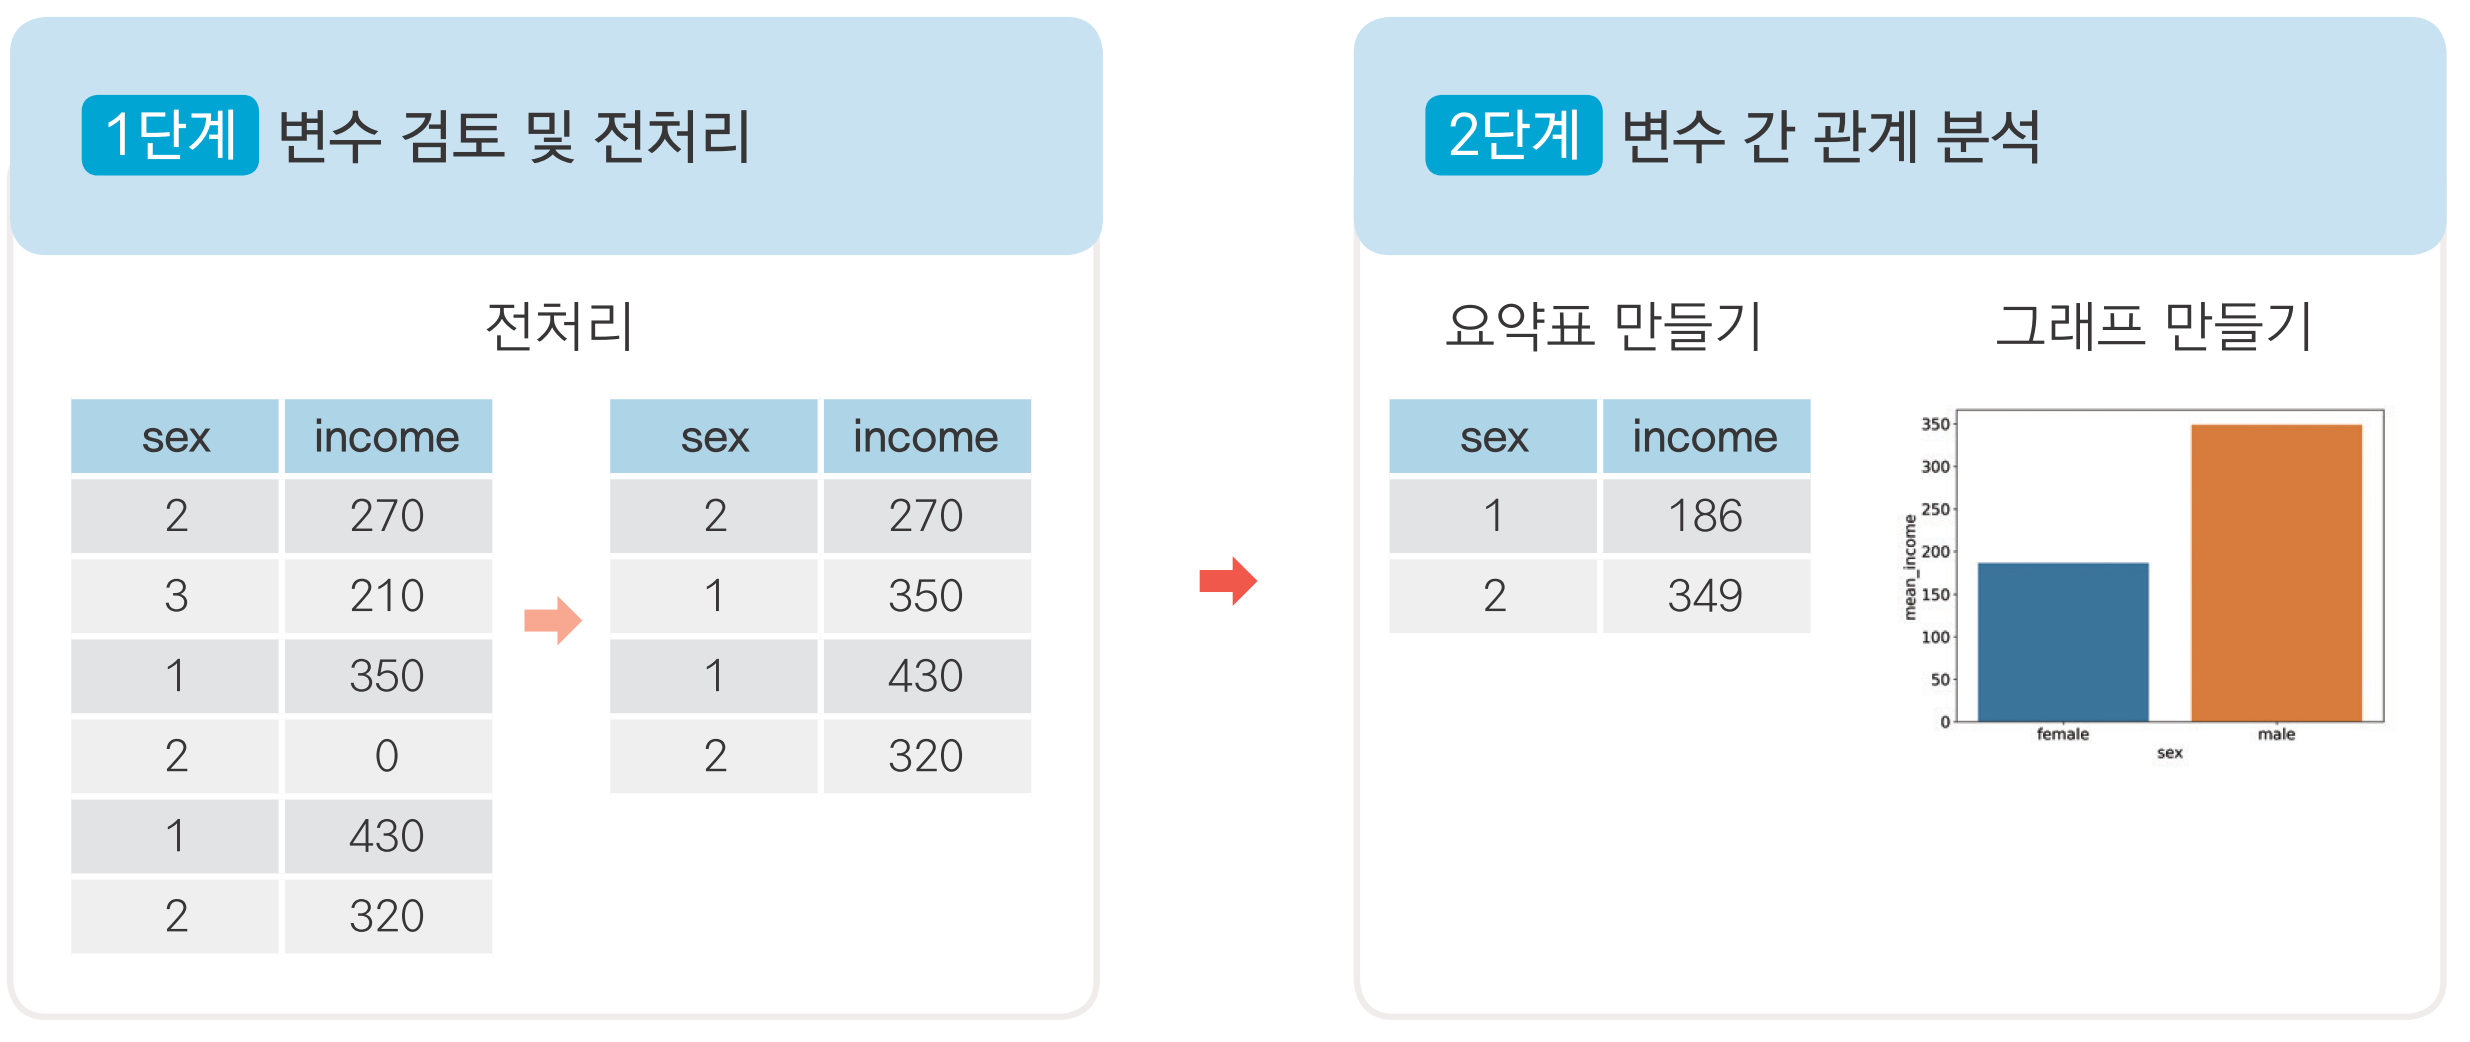 1단계 변수 검토 및 전처리
전처리
sex income
2 270
3 210
1 350
2 0
1 430
2 320
sex income
2 270
1 350
1 430
2 320
2단계 변수 간 관계 분석
요약표 만들기
sex income
1 186
2 349
그래프 만들기
mean_income
350
300
250
200
150
100
50
0
female male
sex